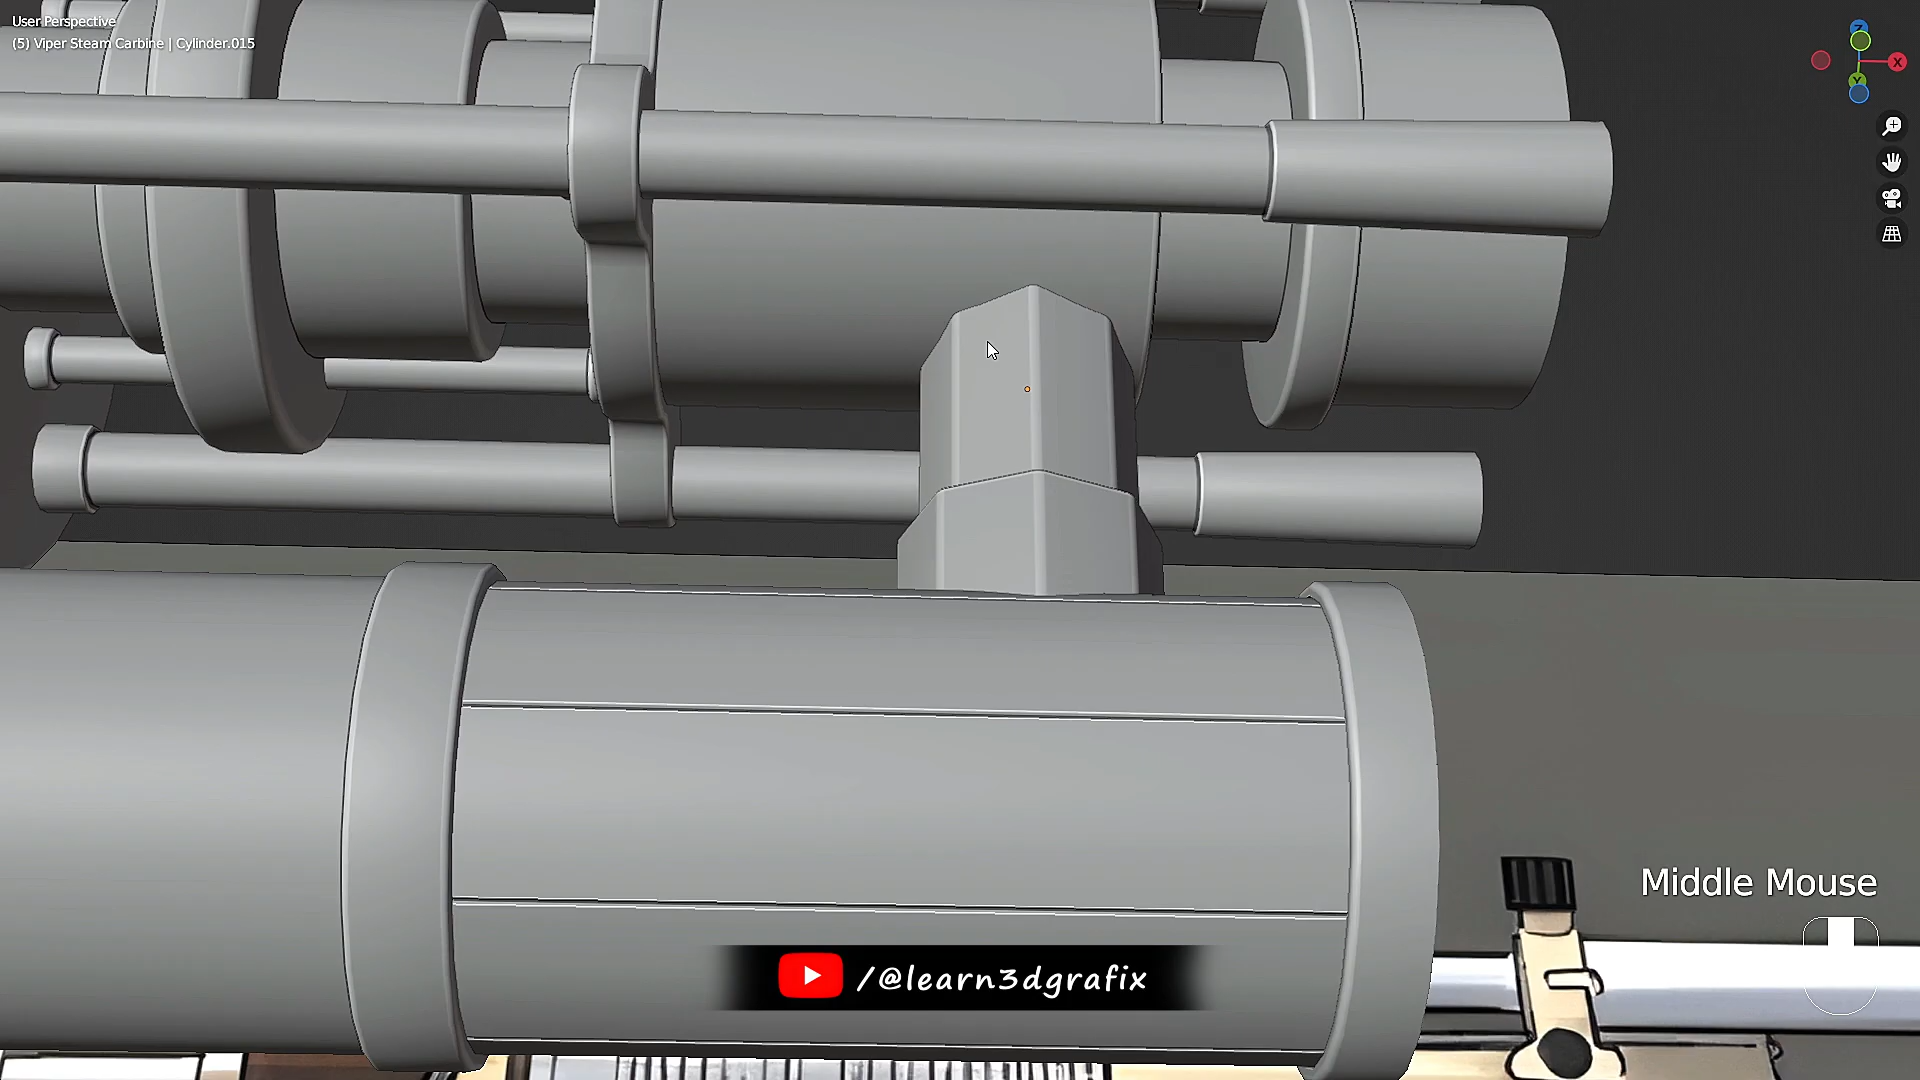 User Perspective
(5) Viper Steam Carbine | Cylinder.015
Z
X
Y
Middle Mouse
/@learn3dgrafix